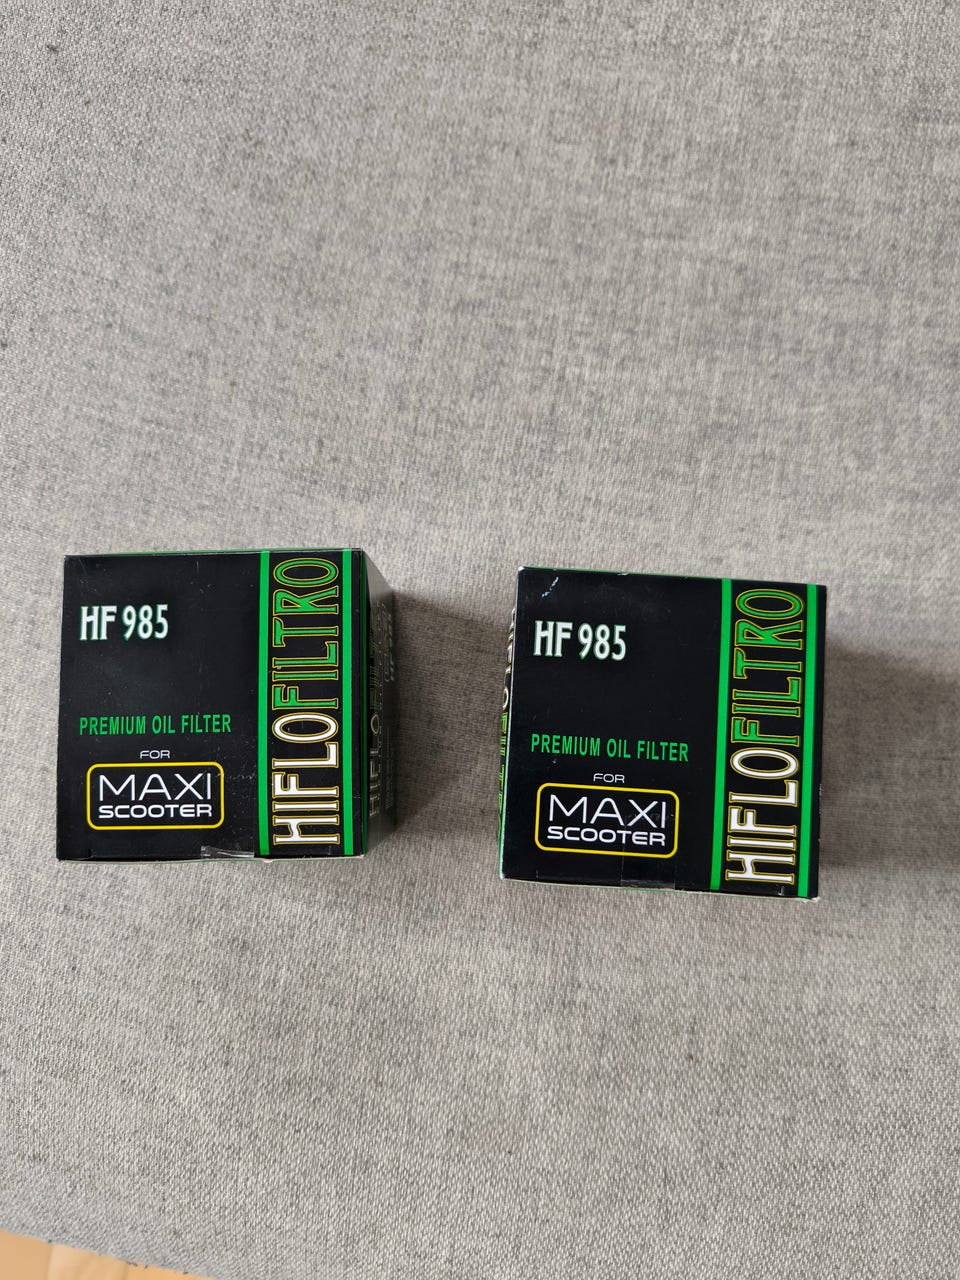 HF 985
PREMIUM OIL FILTER
FOR
MAXI
SCOOTER
HIFLOFILTRO
HF 985
PREMIUM OIL FILTER
FOR
MAXI
SCOOTER
HIFLOFILTRO